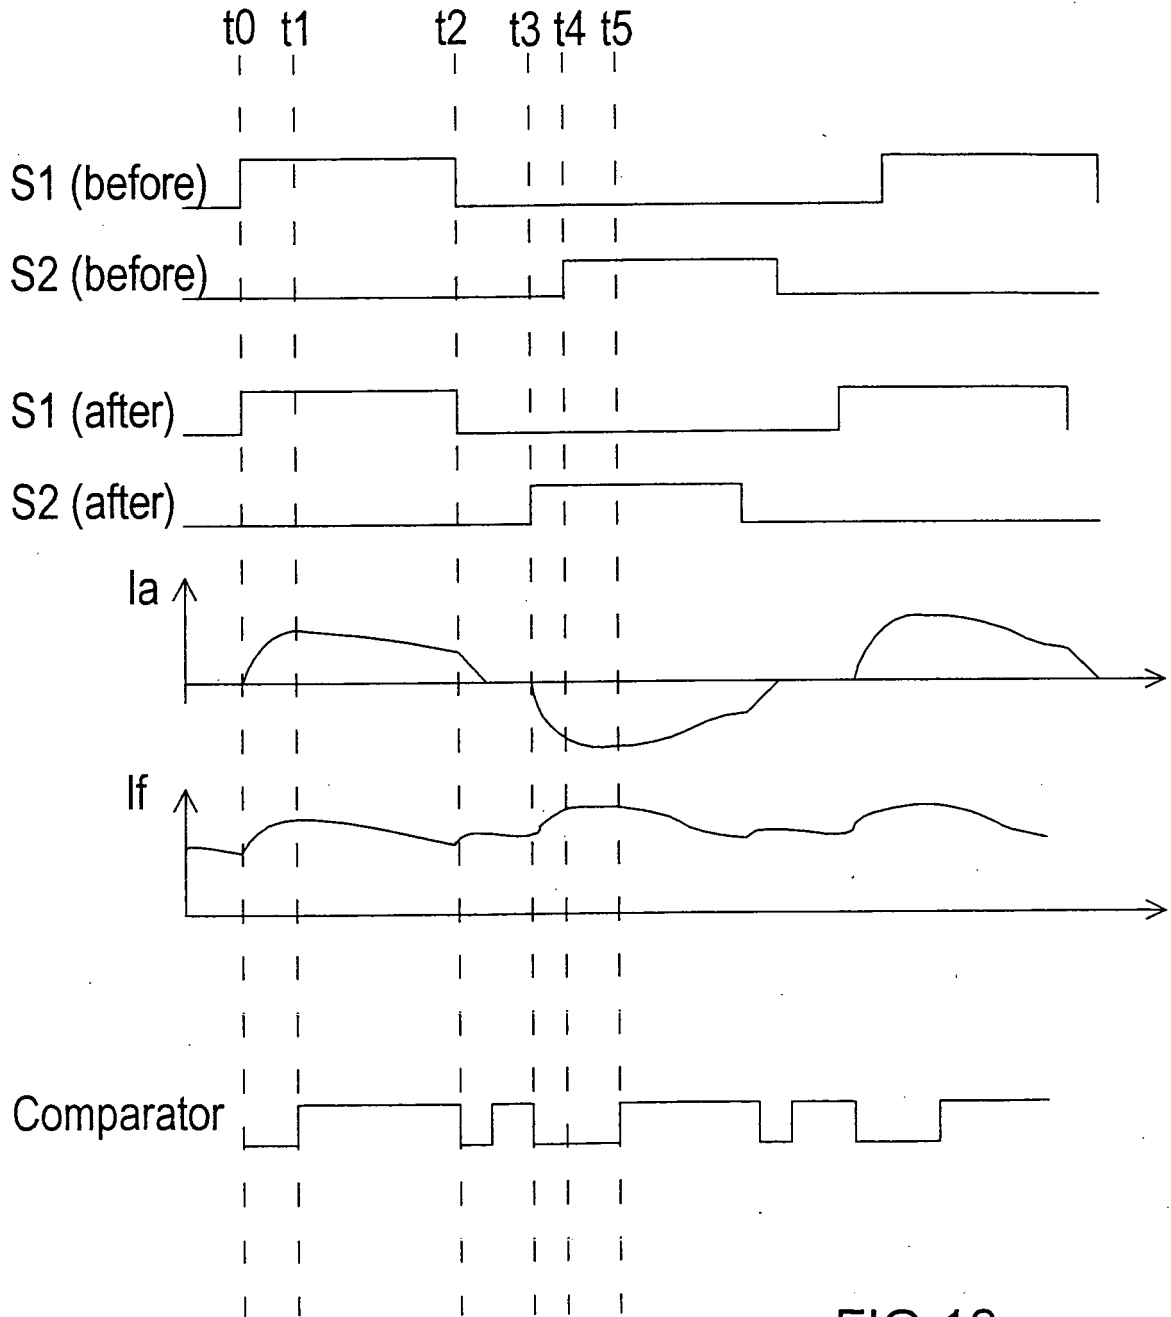 t0 t1 t2 t3 t4 t5
S1 (before)
S2 (before)
S1 (after)
S2 (after)
Ia
If
Comparator